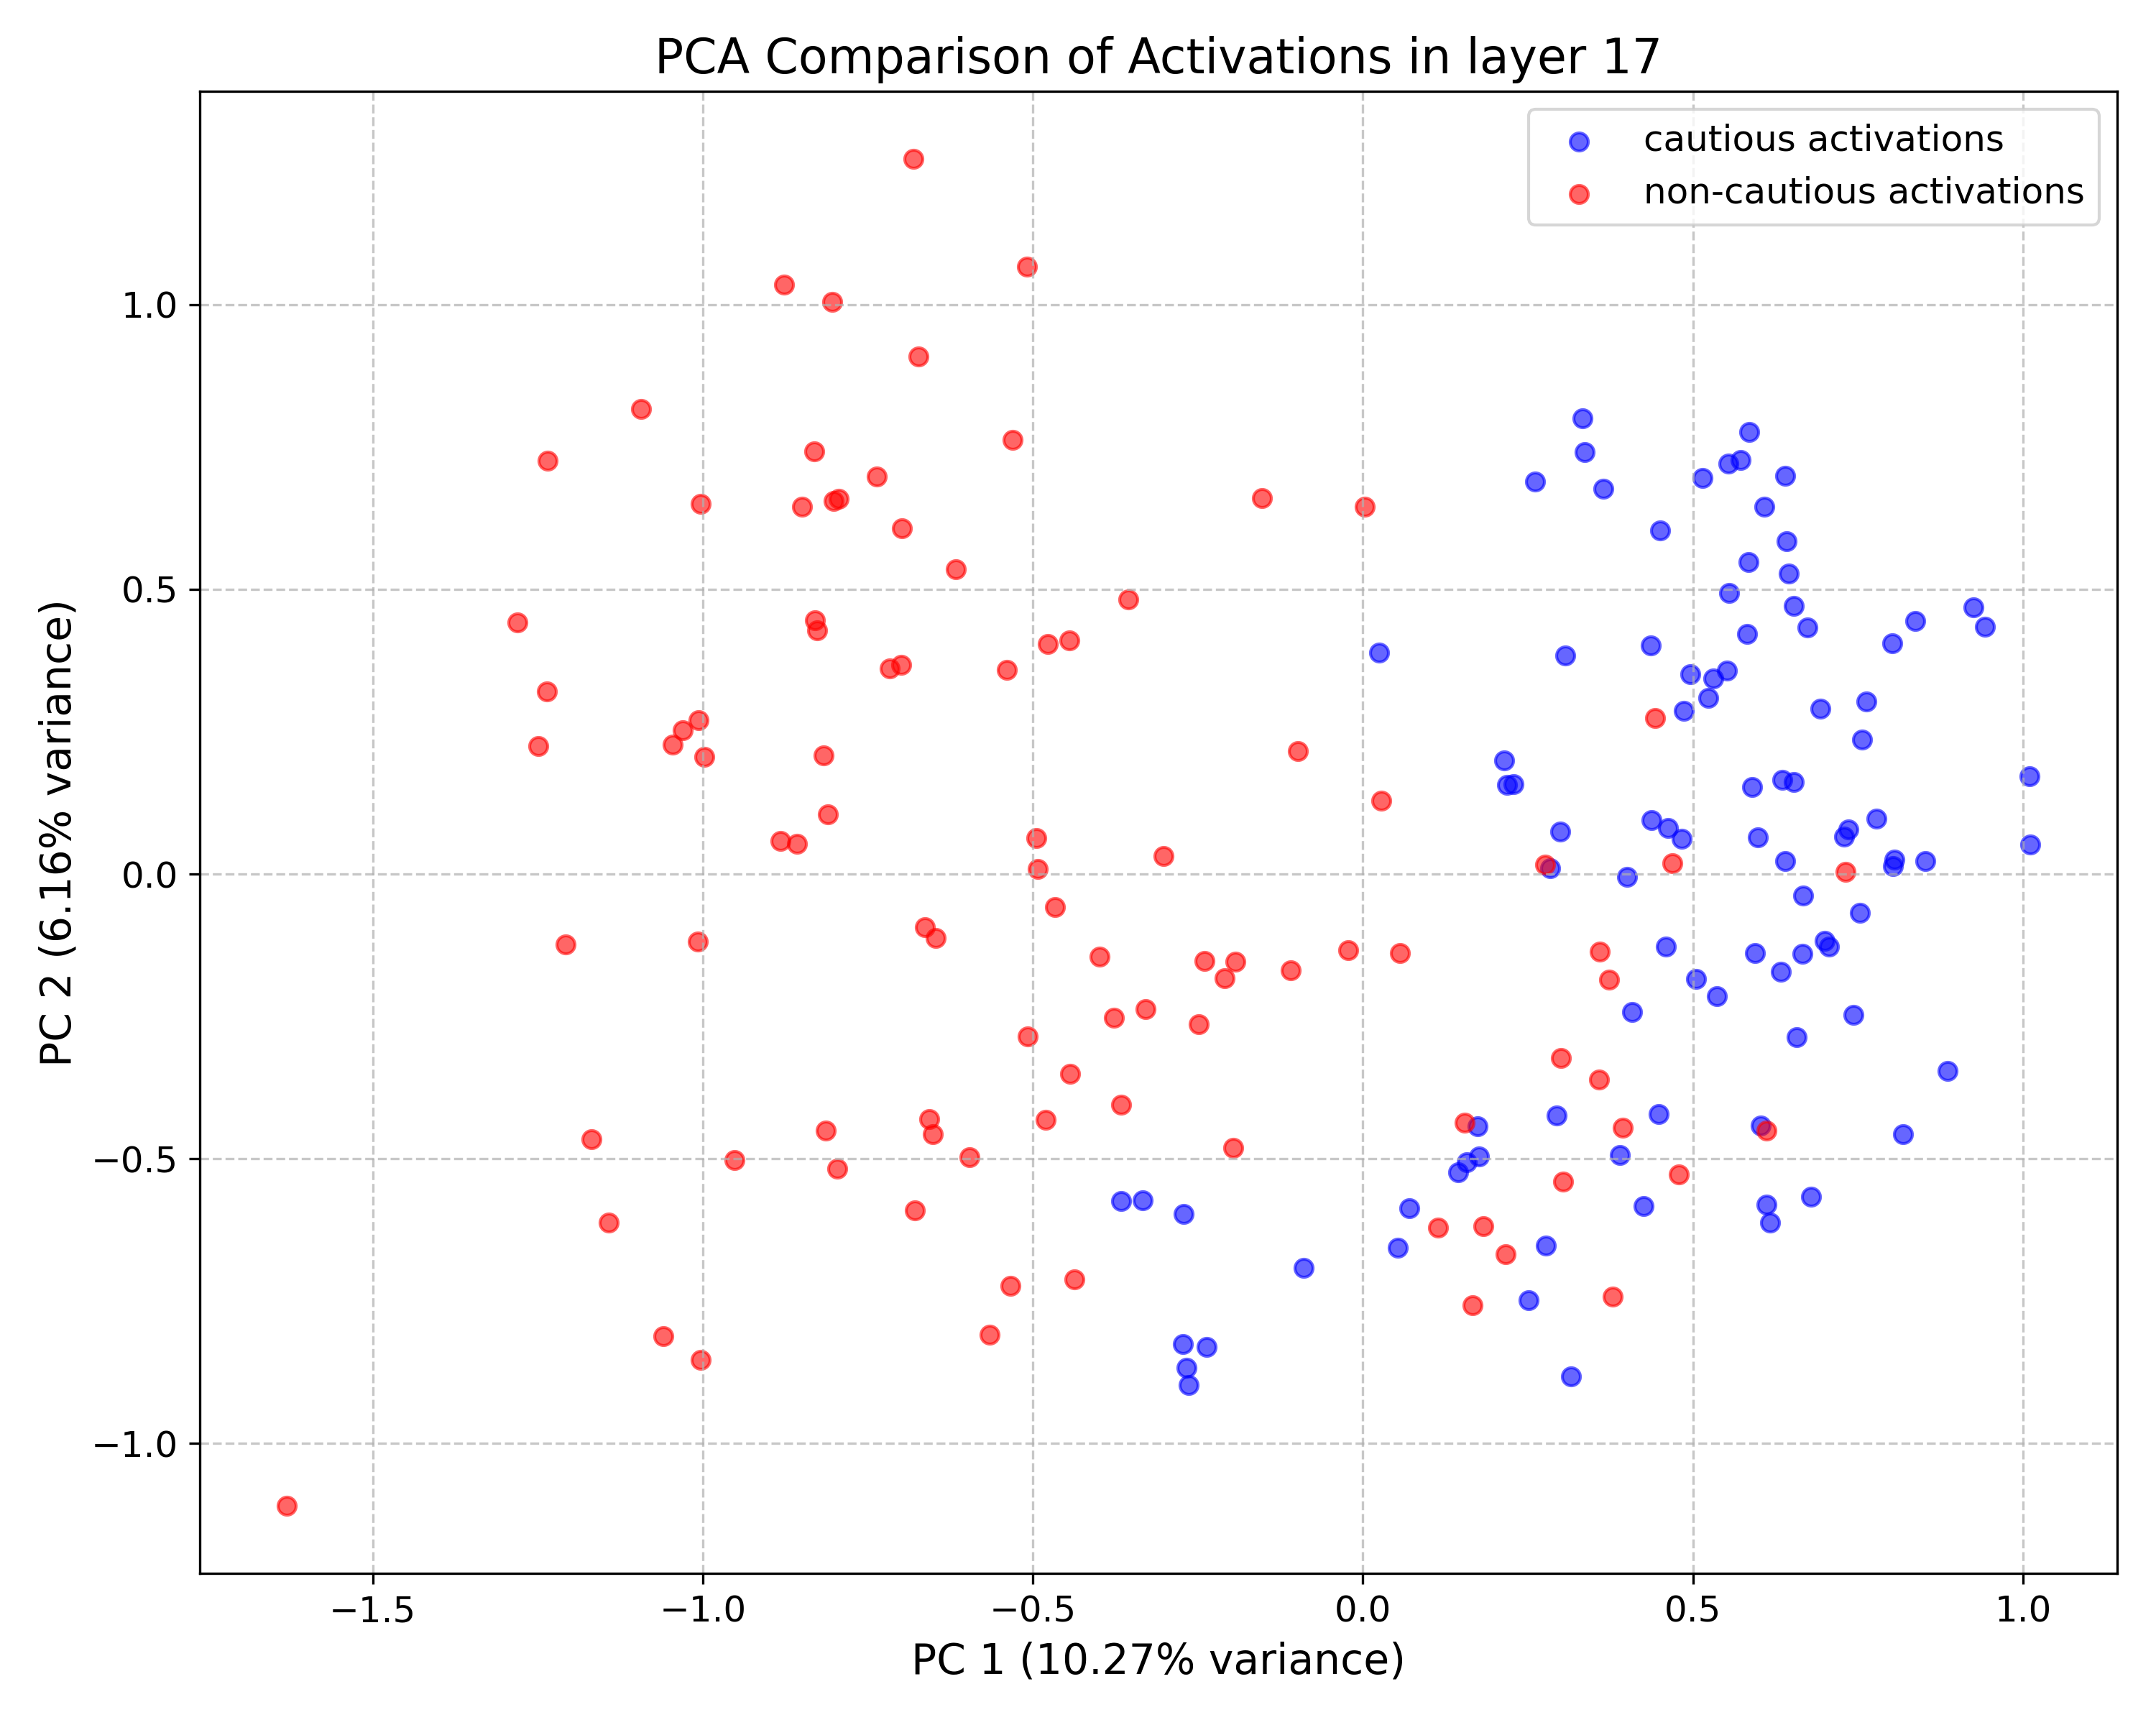 PCA Comparison of Activations in layer 17
cautious activations
non-cautious activations
1.0
0.5
0.0
−0.5
−1.0
PC 2 (6.16% variance)
−1.5
−1.0
−0.5
0.0
0.5
1.0
PC 1 (10.27% variance)